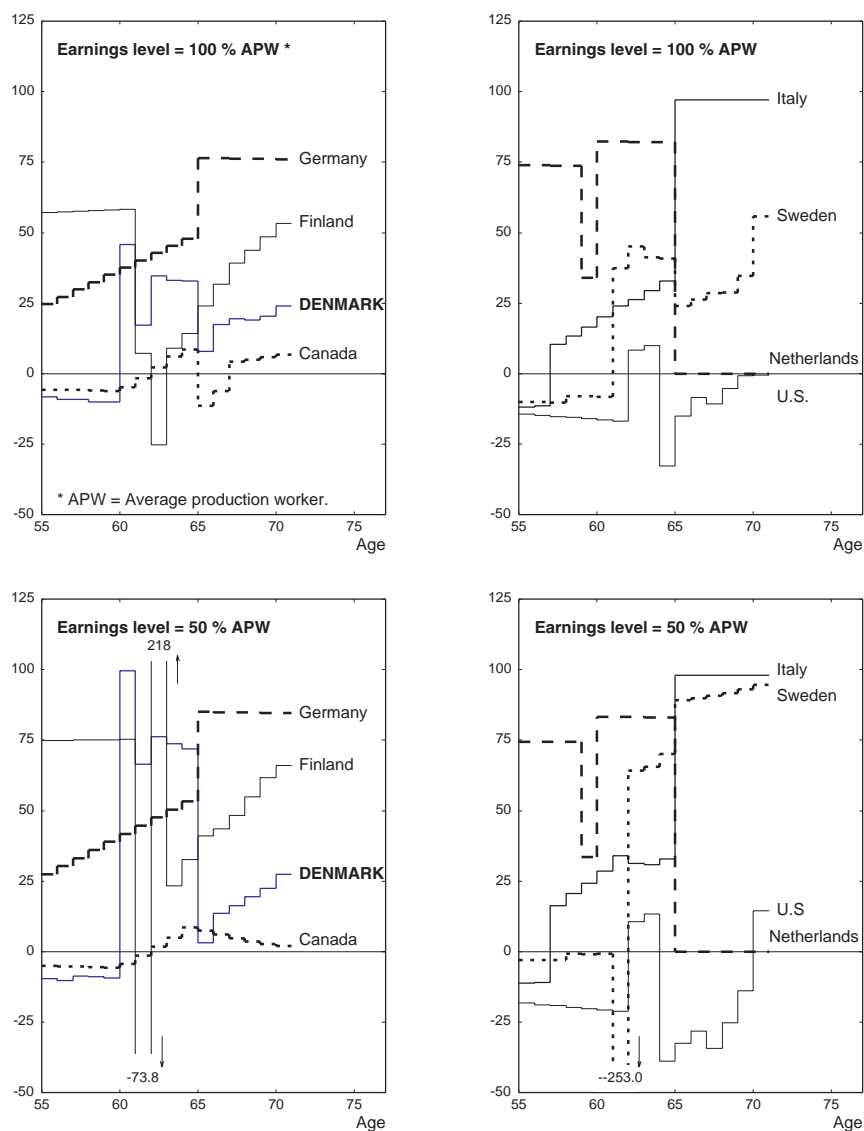 125
Earnings level = 100 % APW *
100
75
Germany
50
Finland
25
DENMARK
Canada
0
-25
* APW = Average production worker.
-50
55 60 65 70 75
Age
125
Earnings level = 100 % APW
100
Italy
75
Sweden
50
25
Netherlands
0
U.S.
-25
-50
55 60 65 70 75
Age
125
Earnings level = 50 % APW
218
100
Germany
75
Finland
50
DENMARK
25
Canada
0
-25
-73.8
-50
55 60 65 70 75
Age
125
Earnings level = 50 % APW
100
Italy
Sweden
75
50
25
U.S
Netherlands
0
-25
--253.0
-50
55 60 65 70 75
Age